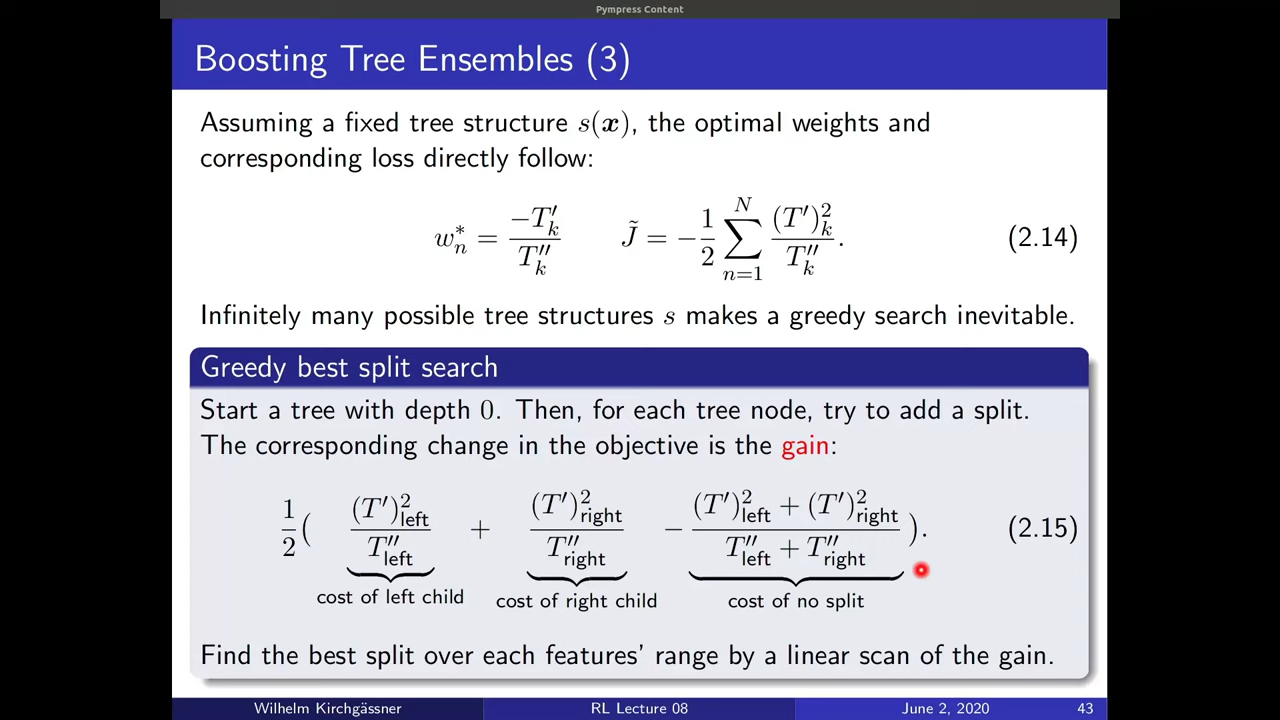 Pympress Content
Boosting Tree Ensembles (3)
Assuming a fixed tree structure s(x), the optimal weights and
corresponding loss directly follow:
w*_n = −T′_k / T″_k    J̃ = −1/2 ∑_{n=1}^{N} (T′)²_k / T″_k.    (2.14)
Infinitely many possible tree structures s makes a greedy search inevitable.
Greedy best split search
Start a tree with depth 0. Then, for each tree node, try to add a split.
The corresponding change in the objective is the gain:
1/2( (T′)²_left / T″_left + (T′)²_right / T″_right − ((T′)²_left + (T′)²_right) / (T″_left + T″_right) ).    (2.15)
cost of left child    cost of right child    cost of no split
Find the best split over each features' range by a linear scan of the gain.
Wilhelm Kirchgässner    RL Lecture 08    June 2, 2020    43